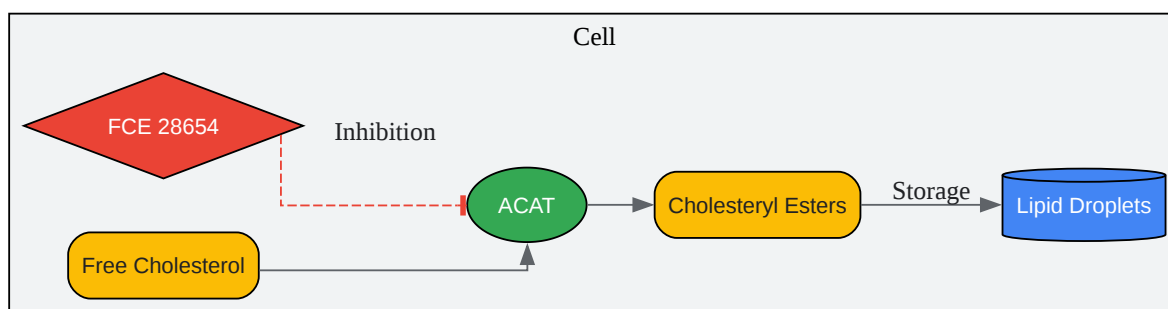 Cell
FCE 28654
Inhibition
ACAT
Cholesteryl Esters
Storage
Lipid Droplets
Free Cholesterol